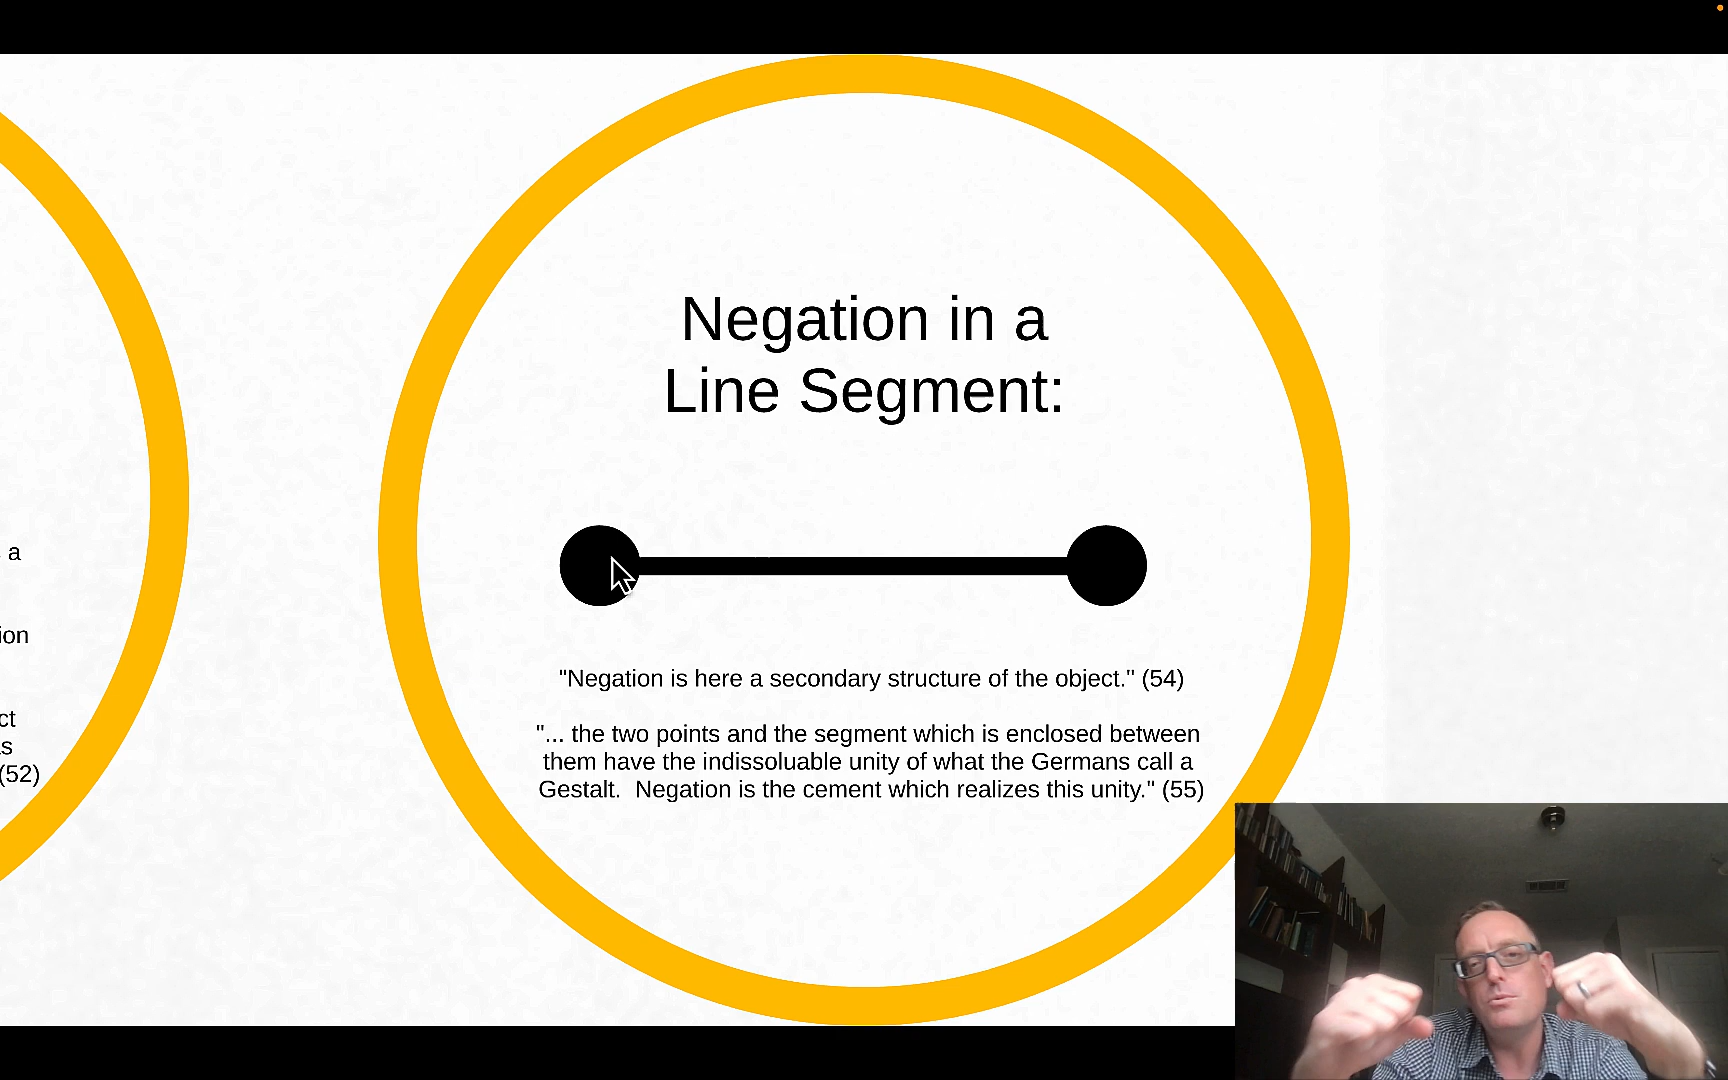 a
ion
ct
s
(52)
Negation in a
Line Segment:
"Negation is here a secondary structure of the object." (54)
"... the two points and the segment which is enclosed between
them have the indissoluable unity of what the Germans call a
Gestalt.  Negation is the cement which realizes this unity." (55)